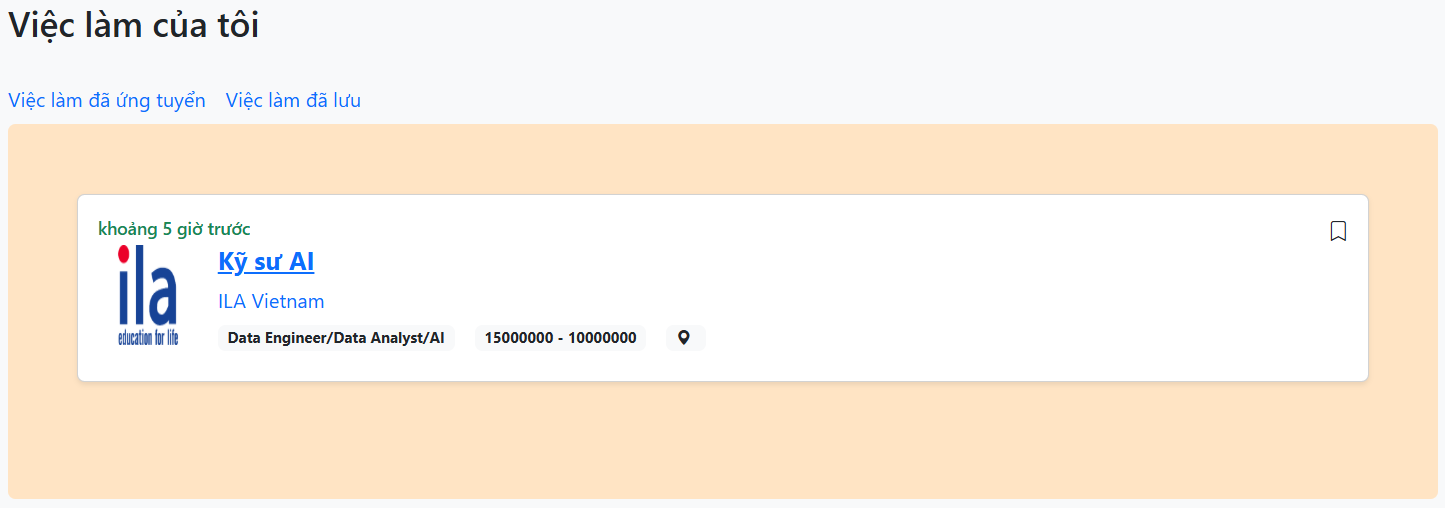 Việc làm của tôi
Việc làm đã ứng tuyển Việc làm đã lưu
khoảng 5 giờ trước
ila
education for life
Kỹ sư AI
ILA Vietnam
Data Engineer/Data Analyst/AI 15000000 - 10000000